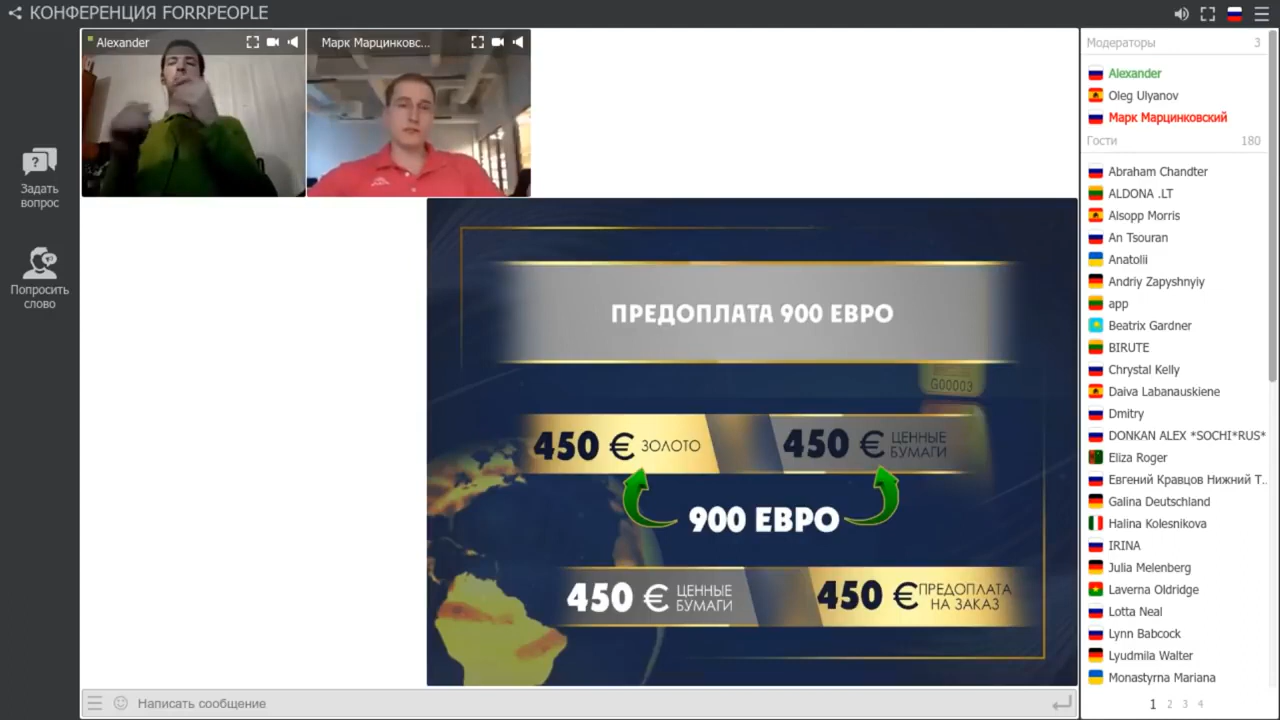 КОНФЕРЕНЦИЯ FORRPEOPLE
Alexander
Марк Марцинковс...
Задать
вопрос
Попросить
слово
ПРЕДОПЛАТА 900 ЕВРО
G00003
450 € ЗОЛОТО
450 € ЦЕННЫЕ
БУМАГИ
900 ЕВРО
450 € ЦЕННЫЕ
БУМАГИ
450 € ПРЕДОПЛАТА
НА ЗАКАЗ
Написать сообщение
Модераторы 3
Alexander
Oleg Ulyanov
Марк Марцинковский
Гости 180
Abraham Chandter
ALDONA .LT
Alsopp Morris
An Tsouran
Anatolii
Andriy Zapyshnyiy
app
Beatrix Gardner
BIRUTE
Chrystal Kelly
Daiva Labanauskiene
Dmitry
DONKAN ALEX *SOCHI*RUS*
Eliza Roger
Евгений Кравцов Нижний Т...
Galina Deutschland
Halina Kolesnikova
IRINA
Julia Melenberg
Laverna Oldridge
Lotta Neal
Lynn Babcock
Lyudmila Walter
Monastyrna Mariana
1 2 3 4